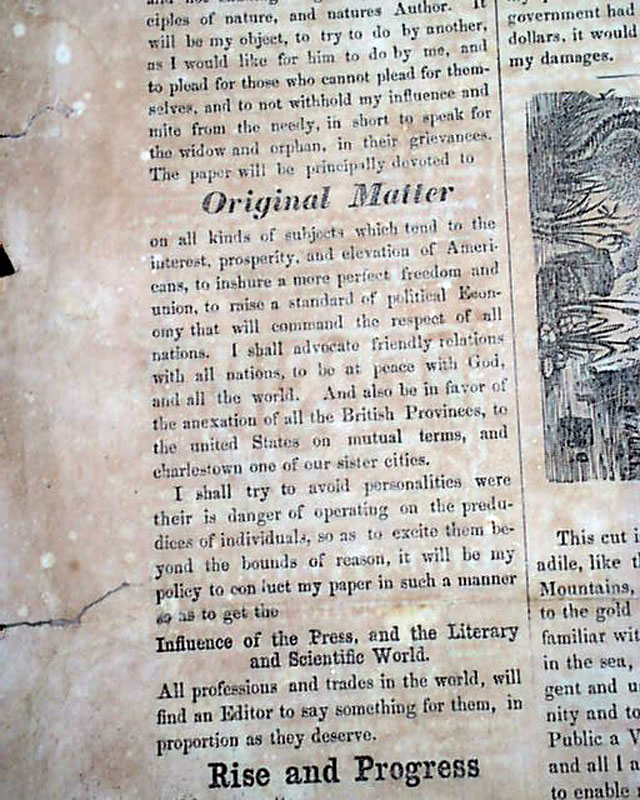 ciples of nature, and natures Author. It
will be my object, to try to do by another,
as I would like for him to do by me, and
to plead for those who cannot plead for them-
selves, and to not withhold my influence and
mite from the needy, in short to speak for
the widow and orphan, in their grievances.
The paper will be principally devoted to
Original Matter
on all kinds of subjects which tend to the
interest, prosperity, and elevation of Ameri-
cans, to inshure a more perfect freedom and
union, to raise a standard of political Econ-
omy that will command the respect of all
nations. I shall advocate friendly relations
with all nations, to be at peace with God,
and all the world. And also be in favor of
the anexation of all the British Provinces, to
the united States on mutual terms, and
charlestown one of our sister cities.
I shall try to avoid personalities were
their is danger of operating on the predu-
dices of individuals, so as to excite them be-
yond the bounds of reason, it will be my
policy to con luct my paper in such a manner
so as to get the
Influence of the Press, and the Literary
and Scientific World.
All professions and trades in the world, will
find an Editor to say something for them, in
proportion as they deserve.
Rise and Progress
government had
dollars, it would
my damages.
This cut i
adile, like t
Mountains,
to the gold
familiar wit
in the sea,
gent and u
nity and to
Public a V
and all I a
to enable